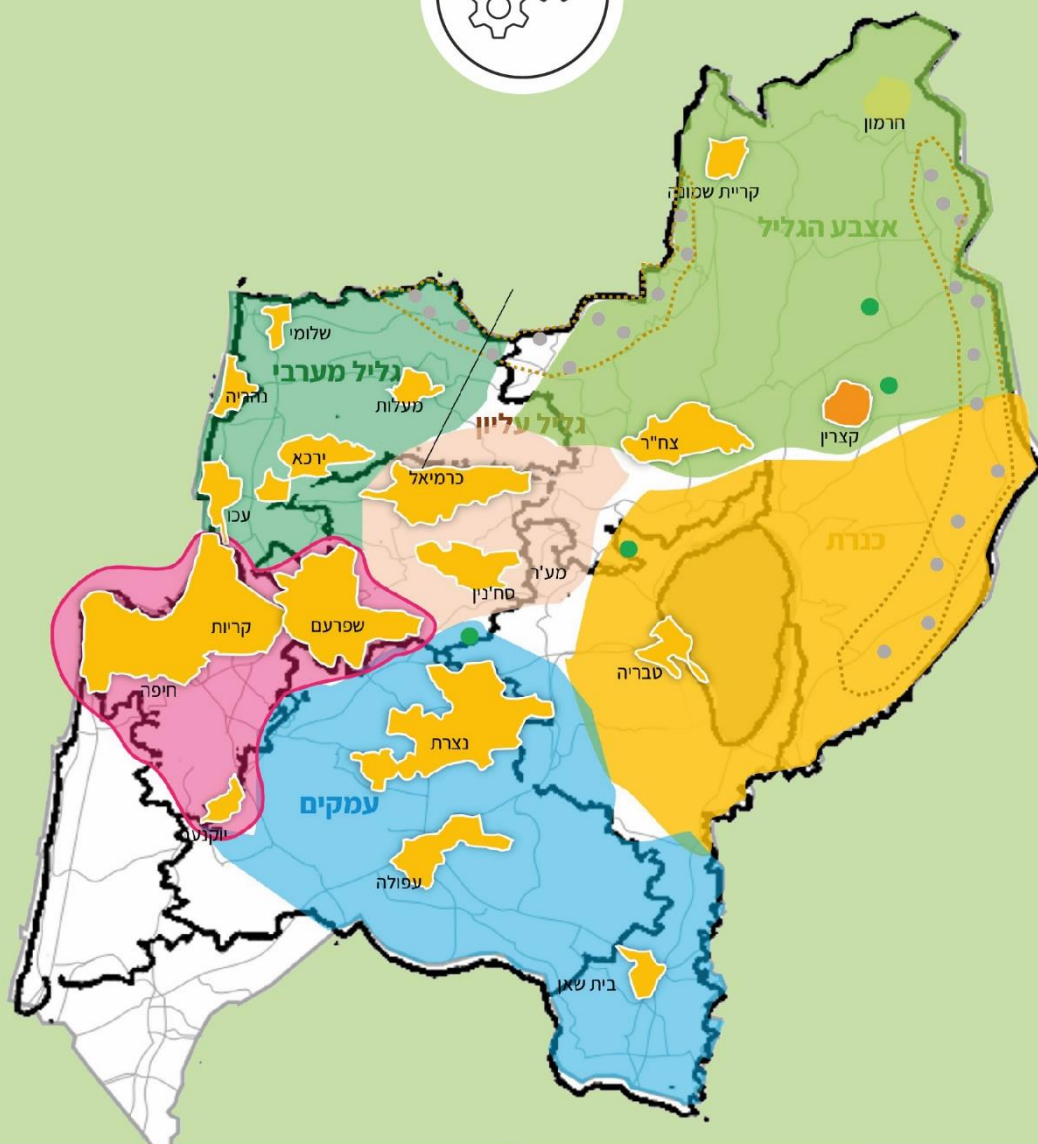 חרמון
קריית שמונה
אצבע הגליל
שלומי
גליל מערבי
נהריה
מעלות
גליל עליון
קצרין
צח"ר
ירכא
כרמיאל
עכו
כנרת
מע'ר
סח'נין
קריות
שפרעם
טבריה
חיפה
נצרת
עמקים
יוקנעם
עפולה
בית שאן